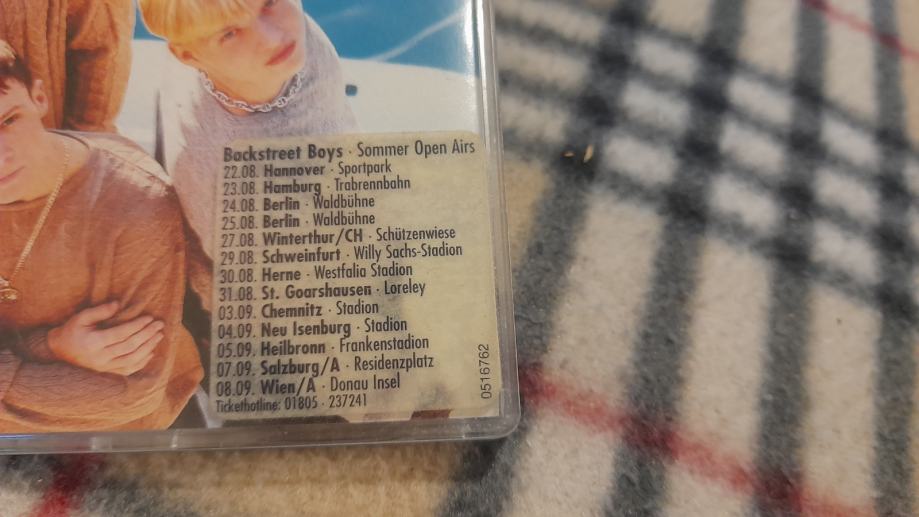 Backstreet Boys · Sommer Open Airs
22.08. Hannover · Sportpark
23.08. Hamburg · Trabrennbahn
24.08. Berlin · Waldbühne
25.08. Berlin · Waldbühne
27.08. Winterthur/CH · Schützenwiese
29.08. Schweinfurt · Willy Sachs-Stadion
30.08. Herne · Westfalia Stadion
31.08. St. Goarshausen · Loreley
03.09. Chemnitz · Stadion
04.09. Neu Isenburg · Stadion
05.09. Heilbronn · Frankenstadion
07.09. Salzburg/A · Residenzplatz
08.09. Wien/A · Donau Insel
Tickethotline: 01805 · 237241
0516762